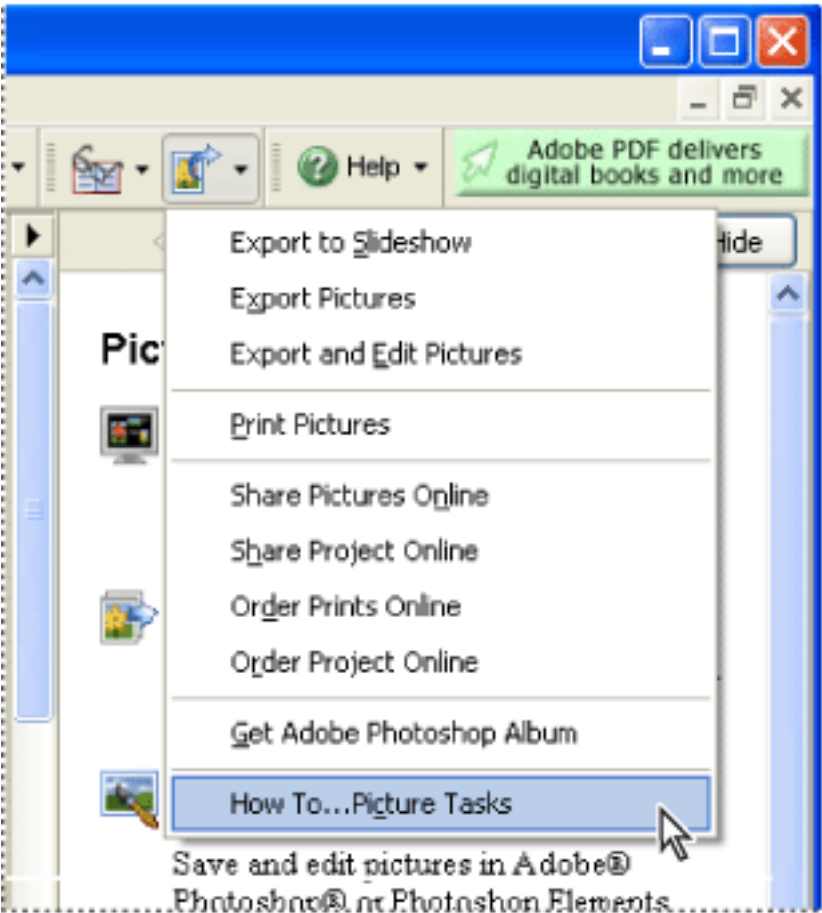 Help
Adobe PDF delivers
digital books and more
Hide
Export to Slideshow
Export Pictures
Export and Edit Pictures
Print Pictures
Share Pictures Online
Share Project Online
Order Prints Online
Order Project Online
Get Adobe Photoshop Album
How To...Picture Tasks
Save and edit pictures in Adobe®
Photoshop® or Photoshop Elements